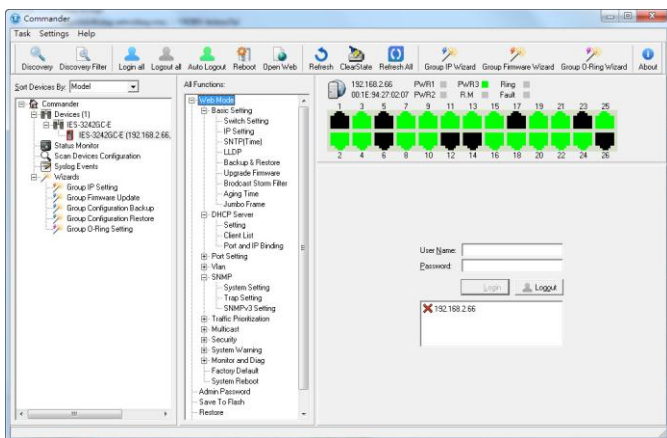 Commander
Task Settings Help
Discovery Discovery Filter Login all Logout all Auto Logout Reboot Open Web Refresh ClearState Refresh All Group IP Wizard Group Firmware Wizard Group O-Ring Wizard About
Sort Devices By: Model
Commander
Devices (1)
IES-3242GC-E
IES-3242GC-E (192.168.2.66,
Status Monitor
Scan Devices Configuration
Syslog Events
Wizards
Group IP Setting
Group Firmware Update
Group Configuration Backup
Group Configuration Restore
Group O-Ring Setting
All Functions:
Web Mode
Basic Setting
Switch Setting
IP Setting
SNTP(Time)
LLDP
Backup & Restore
Upgrade Firmware
Brodcast Storm Filter
Aging Time
Jumbo Frame
DHCP Server
Setting
Client List
Port and IP Binding
Port Setting
Vlan
SNMP
System Setting
Trap Setting
SNMPv3 Setting
Traffic Prioritization
Multicast
Security
System Warning
Monitor and Diag
Factory Default
System Reboot
Admin Password
Save To Flash
Restore
192.168.2.66 PWR1 PWR3 Ring
00:1E:94:27:02:07 PWR2 R.M Fault
1 3 5 7 9 11 13 15 17 19 21 23 25
2 4 6 8 10 12 14 16 18 20 22 24 26
User Name:
Password:
Login Logout
192.168.2.66